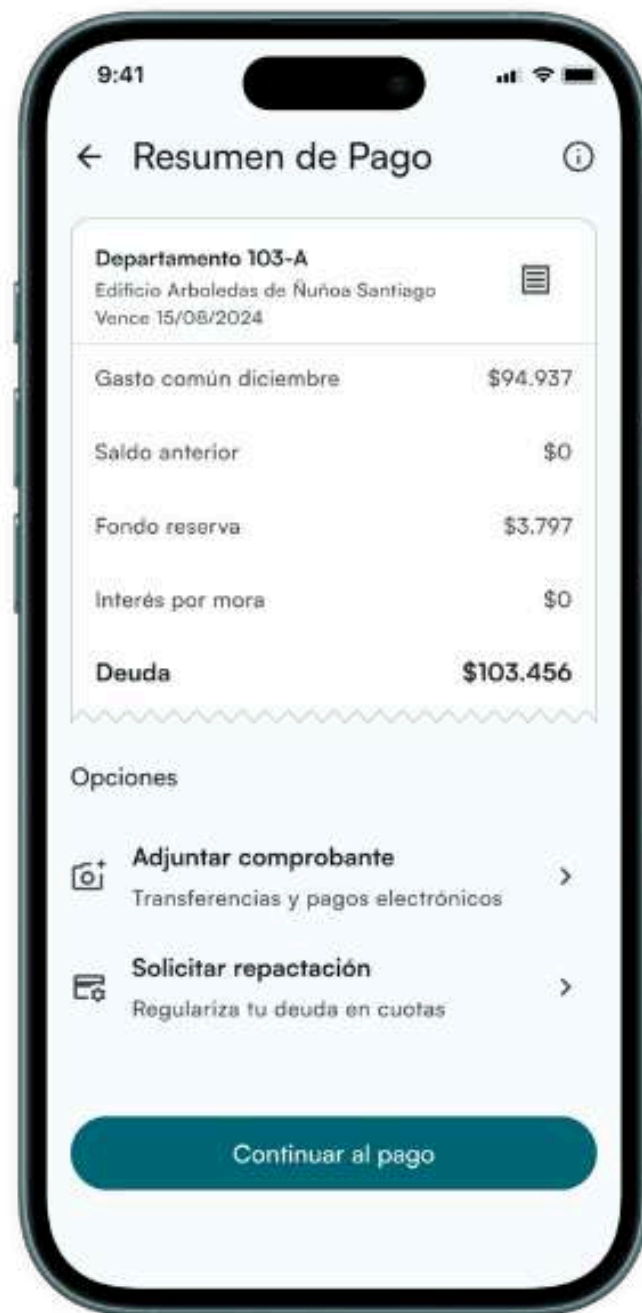 9:41
Resumen de Pago
Departamento 103-A
Edificio Arboledas de Ñuñoa Santiago
Vence 15/08/2024
Gasto común diciembre $94.937
Saldo anterior $0
Fondo reserva $3.797
Interés por mora $0
Deuda $103.456
Opciones
Adjuntar comprobante
Transferencias y pagos electrónicos
Solicitar repactación
Regulariza tu deuda en cuotas
Continuar al pago